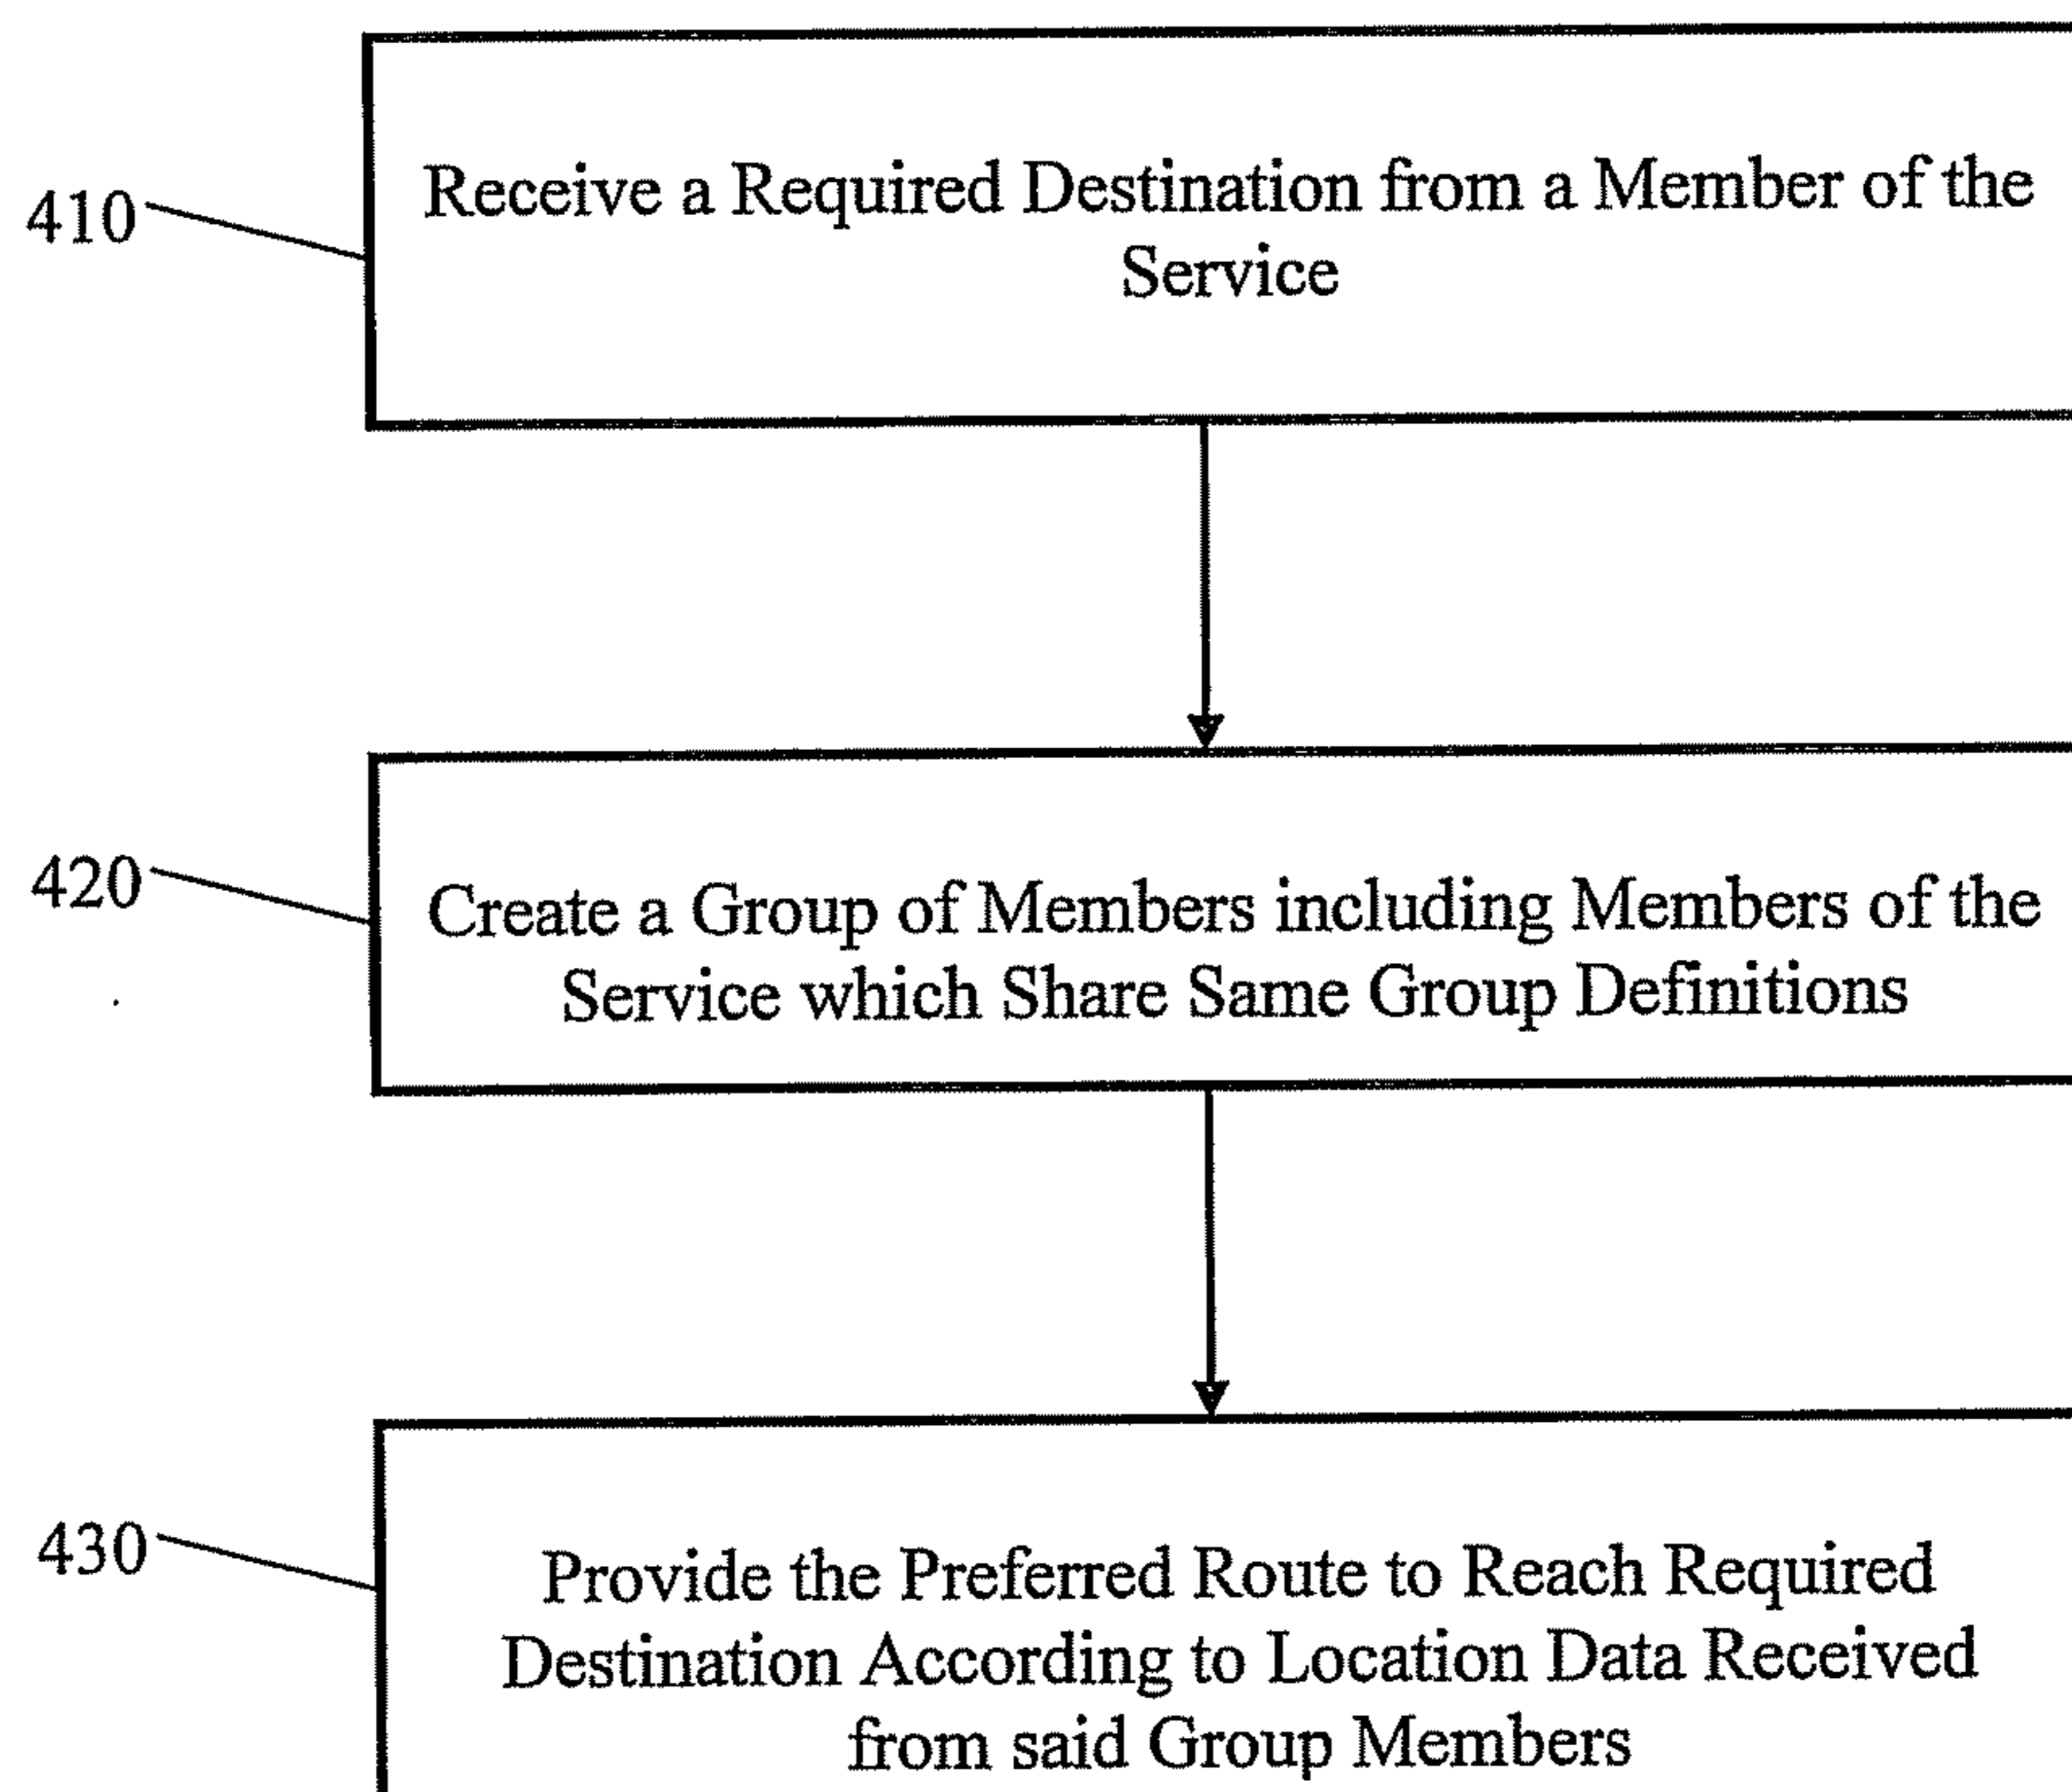 410
Receive a Required Destination from a Member of the
Service
420
Create a Group of Members including Members of the
Service which Share Same Group Definitions
430
Provide the Preferred Route to Reach Required
Destination According to Location Data Received
from said Group Members